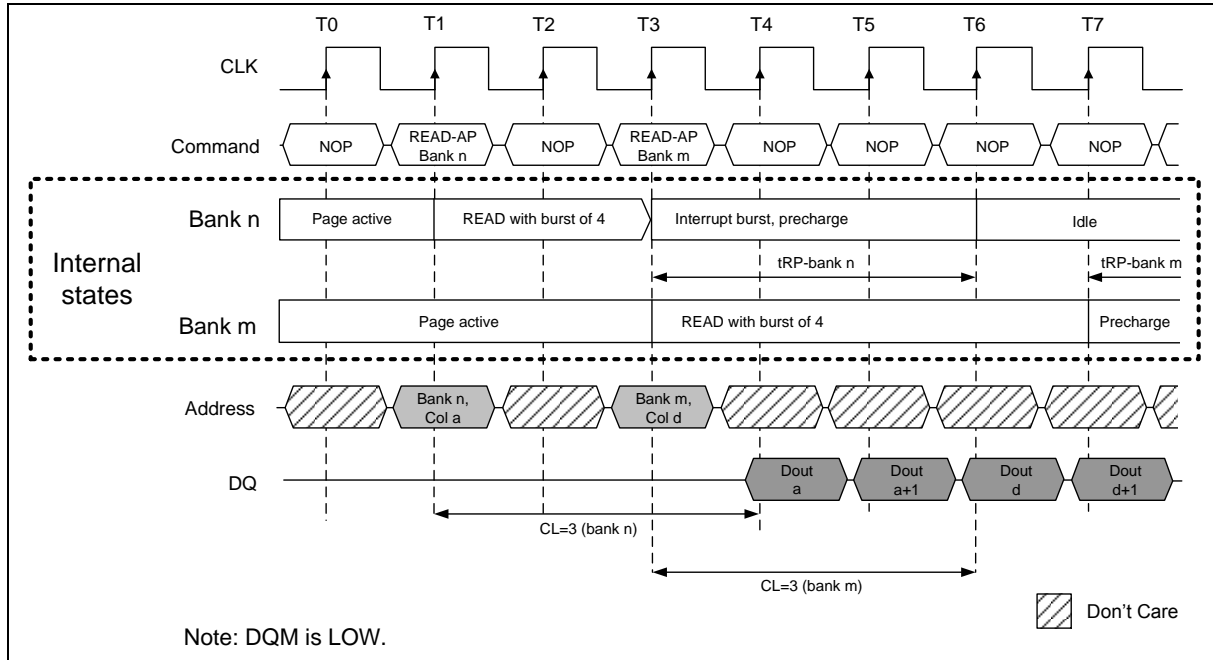 T0 T1 T2 T3 T4 T5 T6 T7
CLK
Command NOP READ-AP Bank n NOP READ-AP Bank m NOP NOP NOP NOP
Bank n Page active READ with burst of 4 Interrupt burst, precharge Idle
tRP-bank n tRP-bank m
Internal states
Bank m Page active READ with burst of 4 Precharge
Address Bank n, Col a Bank m, Col d
DQ Dout a Dout a+1 Dout d Dout d+1
CL=3 (bank n)
CL=3 (bank m)
Don't Care
Note: DQM is LOW.